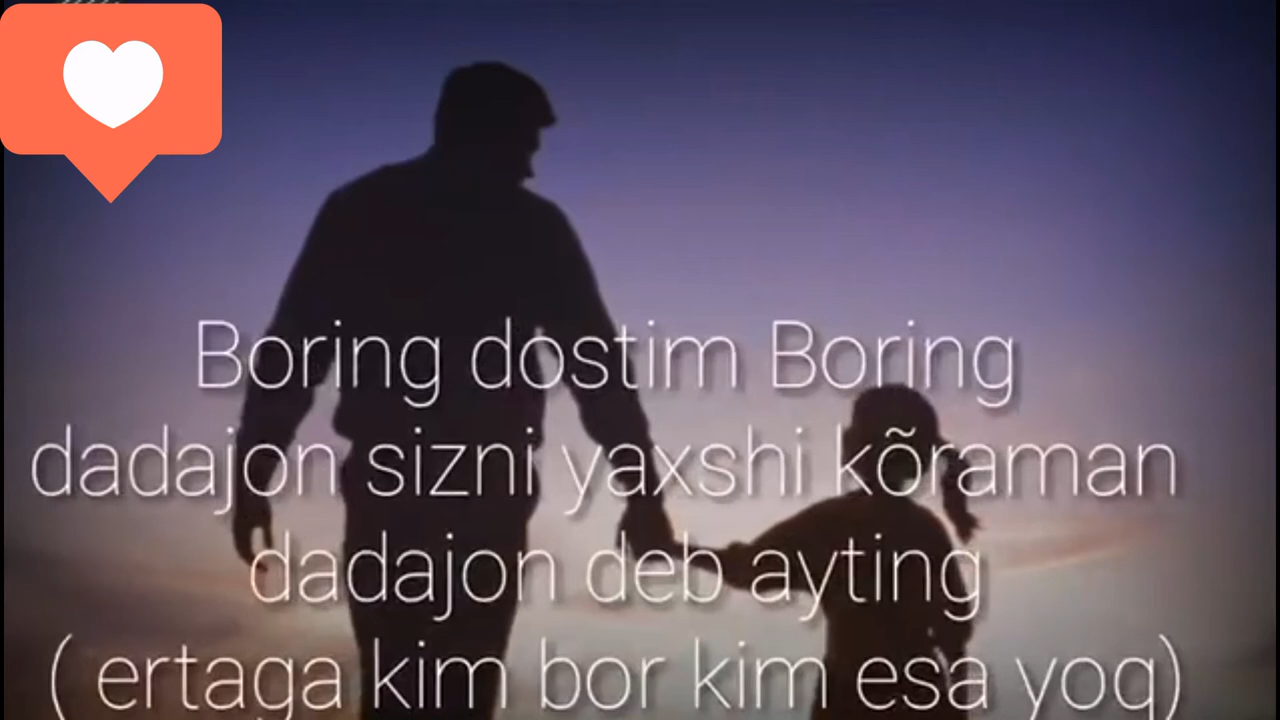 Boring dostim Boring
dadajon sizni yaxshi kõraman
dadajon deb ayting
( ertaga kim bor kim esa yoq)